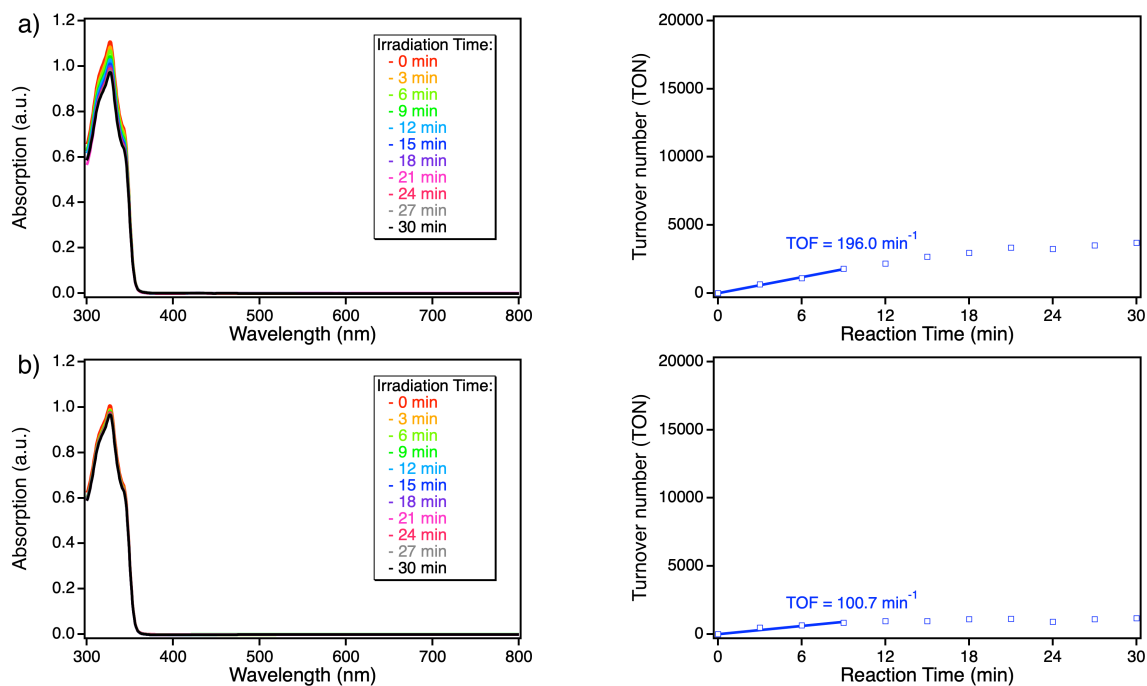 a)
1.2
1.0
0.8
0.6
0.4
0.2
0.0
Absorption (a.u.)
300
400
500
600
700
800
Wavelength (nm)
Irradiation Time:
- 0 min
- 3 min
- 6 min
- 9 min
- 12 min
- 15 min
- 18 min
- 21 min
- 24 min
- 27 min
- 30 min
20000
15000
10000
5000
0
Turnover number (TON)
TOF = 196.0 min⁻¹
0
6
12
18
24
30
Reaction Time (min)
b)
1.2
1.0
0.8
0.6
0.4
0.2
0.0
Absorption (a.u.)
300
400
500
600
700
800
Wavelength (nm)
Irradiation Time:
- 0 min
- 3 min
- 6 min
- 9 min
- 12 min
- 15 min
- 18 min
- 21 min
- 24 min
- 27 min
- 30 min
20000
15000
10000
5000
0
Turnover number (TON)
TOF = 100.7 min⁻¹
0
6
12
18
24
30
Reaction Time (min)